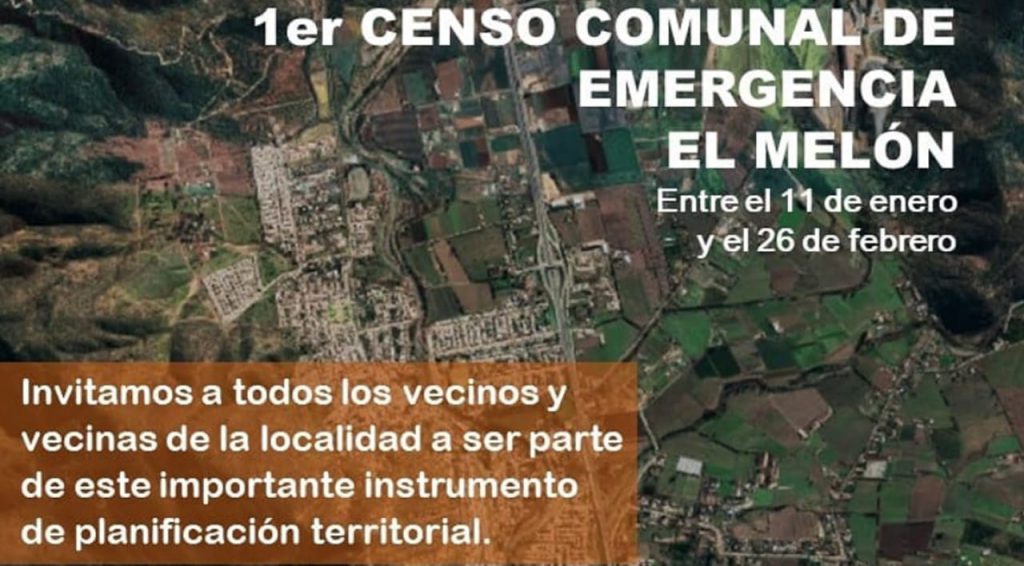 1er CENSO COMUNAL DE
EMERGENCIA
EL MELÓN
Entre el 11 de enero
y el 26 de febrero
Invitamos a todos los vecinos y
vecinas de la localidad a ser parte
de este importante instrumento
de planificación territorial.